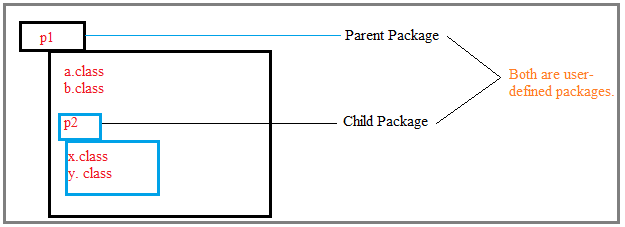 p1
Parent Package
a.class
b.class
Both are user-
defined packages.
p2
Child Package
x.class
y. class